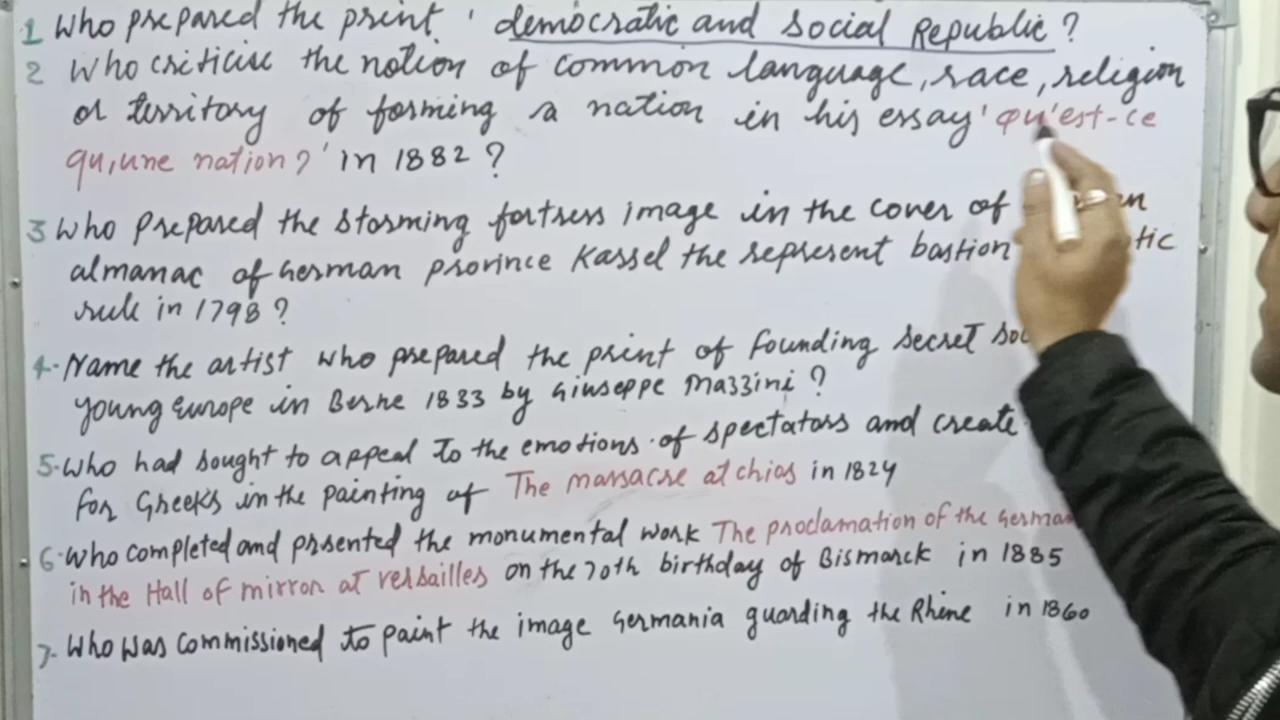 1 Who prepared the print ' democratic and social Republic ?
2 Who criticise the notion of common language, race, religion
or territory of forming a nation in his essay ' Qu'est-ce
qu,une nation ? ' in 1882 ?
3 Who prepared the storming fortress image in the cover of
almanac of German province Kassel the represent bastion
rule in 1798 ?
4. Name the artist who prepared the print of founding secret
young Europe in Berne 1833 by Giuseppe Mazzini ?
5. Who had sought to appeal to the emotions of spectators and create
for Greeks in the painting of The massacre at chios in 1824
6. Who completed and prsented the monumental work The proclamation of the German
in the Hall of mirror at versailles on the 70th birthday of Bismarck in 1885
7. Who was commissioned to paint the image Germania guarding the Rhine in 1860